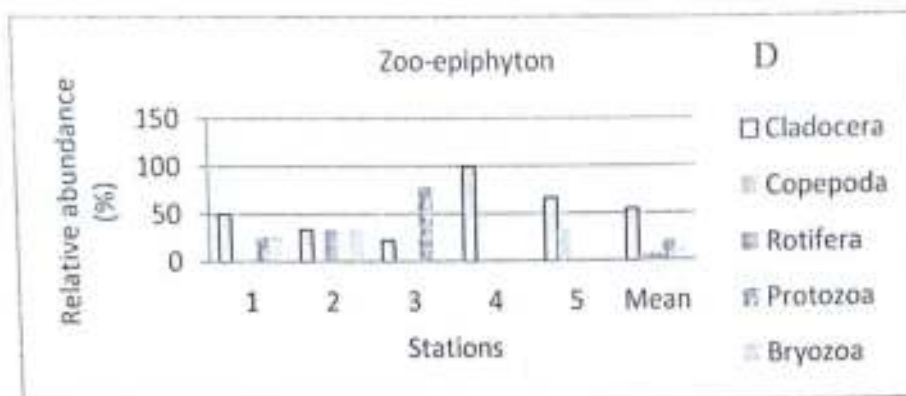 Zoo-epiphyton
D
Relative abundance
(%)
150
100
50
0
1 2 3 4 5 Mean
Stations
Cladocera
Copepoda
Rotifera
Protozoa
Bryozoa